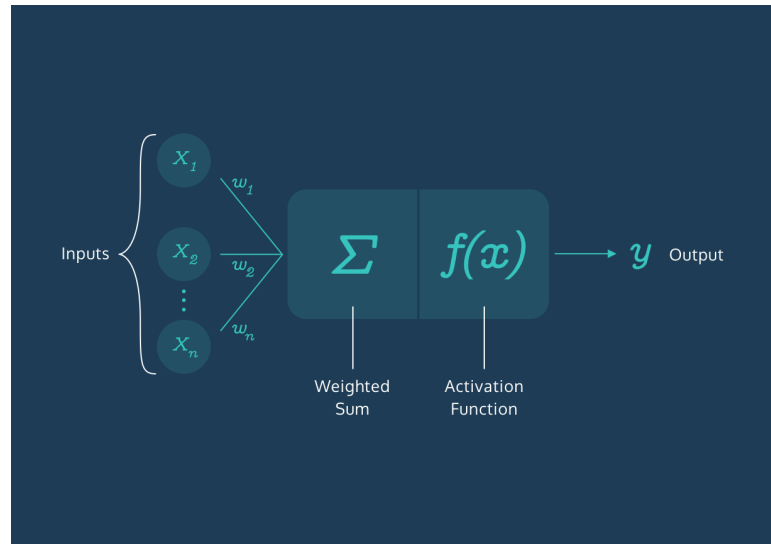 X1
w1
Inputs
X2
w2
Σ
f(x)
y
Output
Xn
wn
Weighted
Sum
Activation
Function